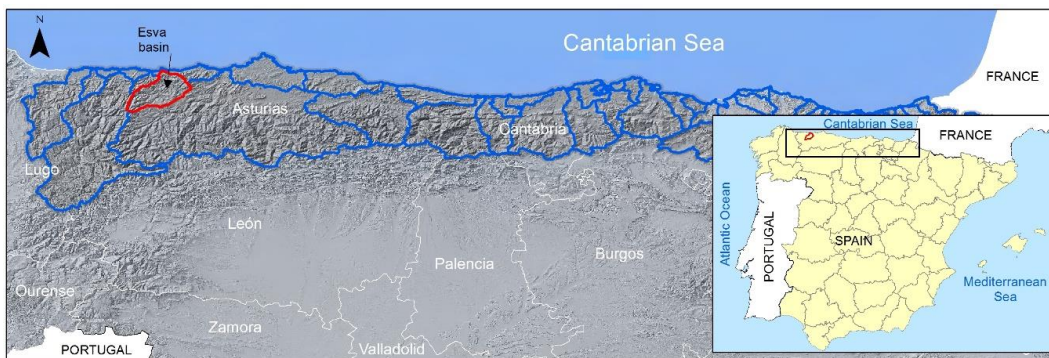 N
Esva
basin
Cantabrian Sea
FRANCE
Asturias
Cantabria
Lugo
León
Palencia
Burgos
Ourense
Zamora
Valladolid
PORTUGAL
Cantabrian Sea
FRANCE
Atlantic Ocean
PORTUGAL
SPAIN
Mediterranean
Sea